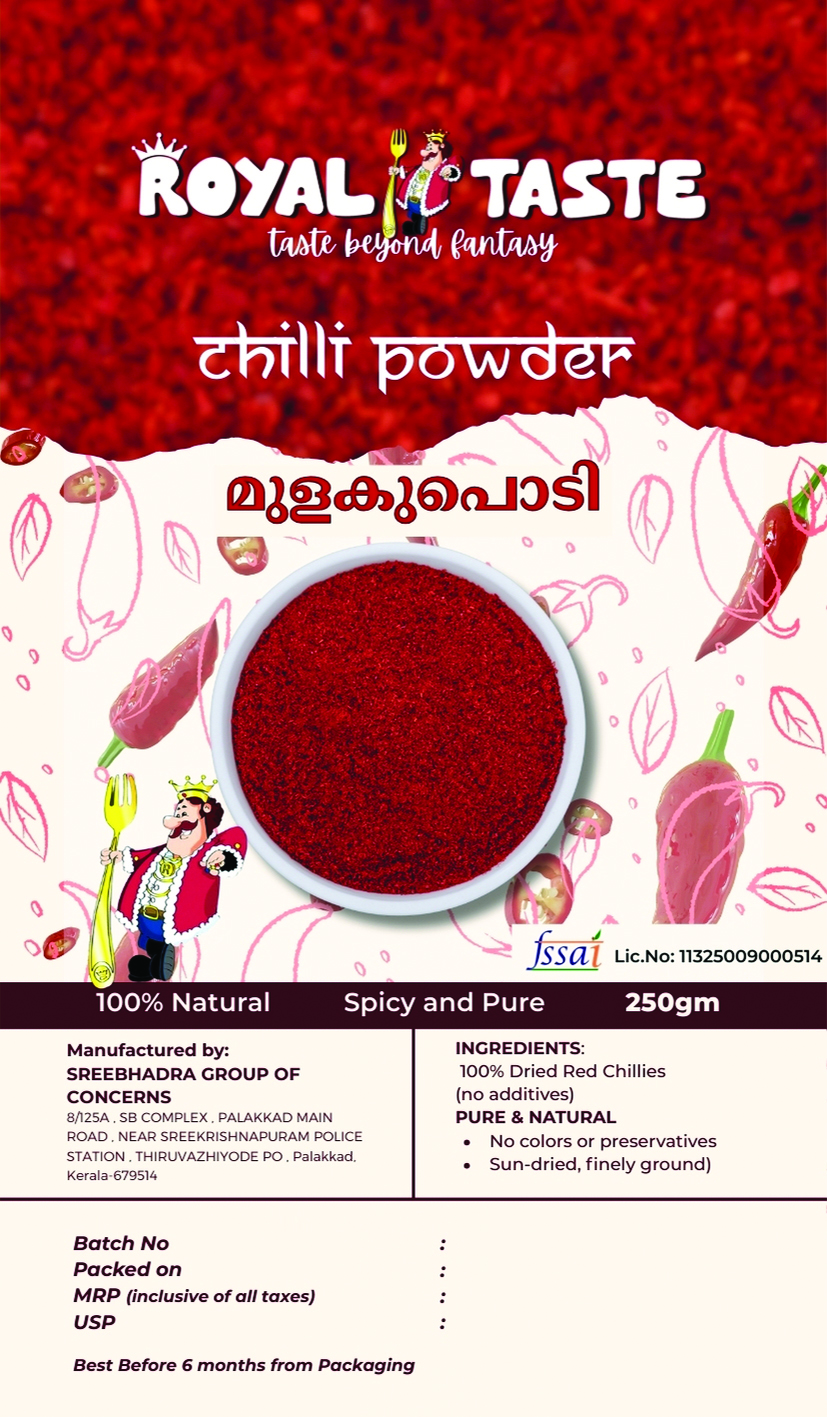 ROYAL TASTE
taste beyond fantasy
chilli powder
മുളകുപൊടി
fssai Lic.No: 11325009000514
100% Natural Spicy and Pure 250gm
Manufactured by:
SREEBHADRA GROUP OF
CONCERNS
8/125A , SB COMPLEX , PALAKKAD MAIN
ROAD , NEAR SREEKRISHNAPURAM POLICE
STATION , THIRUVAZHIYODE PO , Palakkad,
Kerala-679514
INGREDIENTS:
100% Dried Red Chillies
(no additives)
PURE & NATURAL
• No colors or preservatives
• Sun-dried, finely ground)
Batch No :
Packed on :
MRP (inclusive of all taxes) :
USP :
Best Before 6 months from Packaging